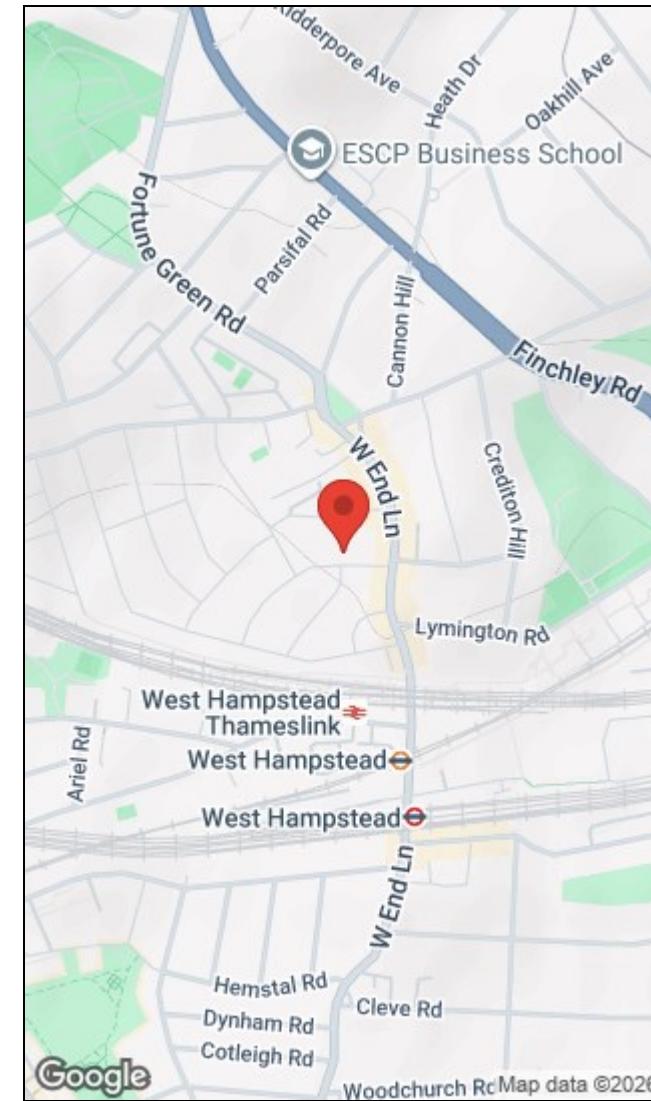 Kidderpore Ave
Heath Dr
Oakhill Ave
ESCP Business School
Fortune Green Rd
Parsifal Rd
Cannon Hill
Finchley Rd
W End Ln
Crediton Hill
Lymington Rd
West Hampstead
Thameslink
West Hampstead
Ariel Rd
West Hampstead
W End Ln
Hemstal Rd
Cleve Rd
Dynham Rd
Cotleigh Rd
Google
Woodchurch Rd
Map data ©2026